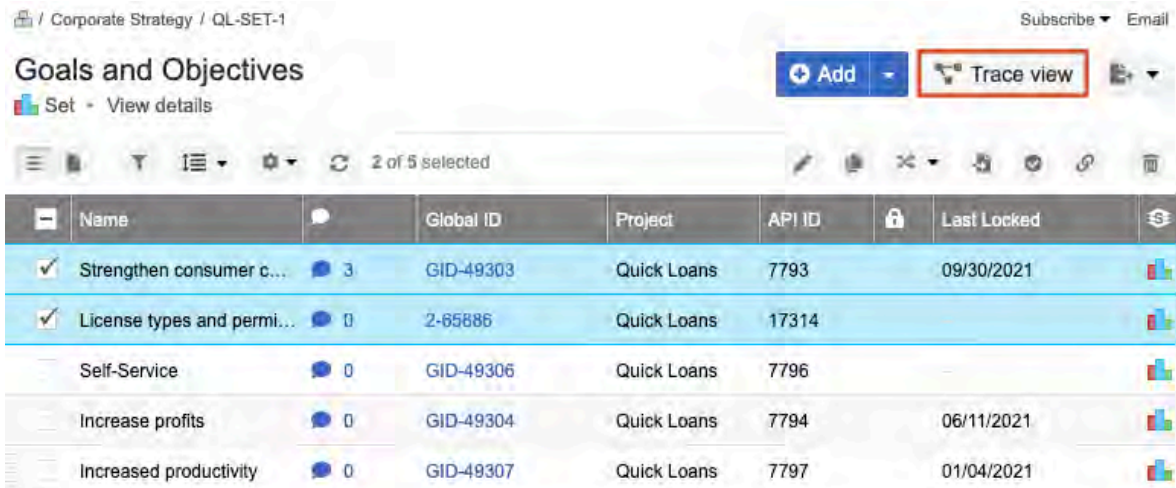 / Corporate Strategy / QL-SET-1 Subscribe Email
Goals and Objectives Add Trace view
Set - View details
2 of 5 selected
Name Global ID Project API ID Last Locked
Strengthen consumer c... 3 GID-49303 Quick Loans 7793 09/30/2021
License types and permi... 0 2-65686 Quick Loans 17314
Self-Service 0 GID-49306 Quick Loans 7796
Increase profits 0 GID-49304 Quick Loans 7794 06/11/2021
Increased productivity 0 GID-49307 Quick Loans 7797 01/04/2021